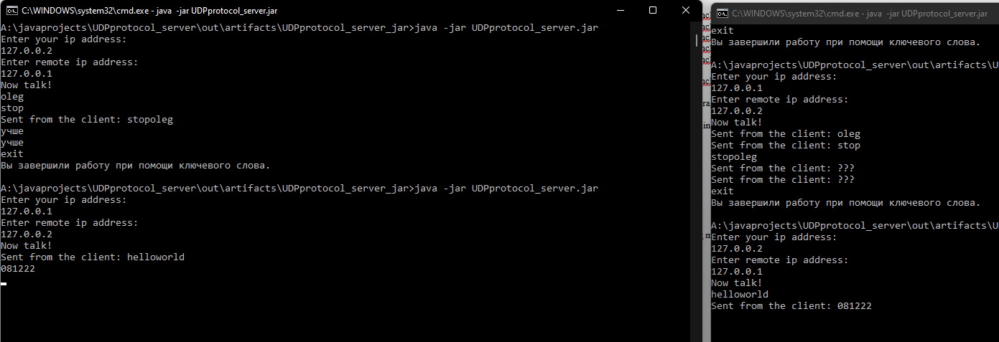 C:\WINDOWS\system32\cmd.exe - java -jar UDPprotocol_server.jar
A:\javaprojects\UDPprotocol_server\out\artifacts\UDPprotocol_server_jar>java -jar UDPprotocol_server.jar
Enter your ip address:
127.0.0.2
Enter remote ip address:
127.0.0.1
Now talk!
oleg
stop
Sent from the client: stopoleg
учше
учше
exit
Вы завершили работу при помощи ключевого слова.
A:\javaprojects\UDPprotocol_server\out\artifacts\UDPprotocol_server_jar>java -jar UDPprotocol_server.jar
Enter your ip address:
127.0.0.1
Enter remote ip address:
127.0.0.2
Now talk!
Sent from the client: helloworld
081222
C:\WINDOWS\system32\cmd.exe - java -jar UDPprotocol_server.jar
exit
Вы завершили работу при помощи ключевого слова.
A:\javaprojects\UDPprotocol_server\out\artifacts\U
Enter your ip address:
127.0.0.1
Enter remote ip address:
127.0.0.2
Now talk!
Sent from the client: oleg
Sent from the client: stop
stopoleg
Sent from the client: ???
Sent from the client: ???
exit
Вы завершили работу при помощи ключевого слова.
A:\javaprojects\UDPprotocol_server\out\artifacts\U
Enter your ip address:
127.0.0.2
Enter remote ip address:
127.0.0.1
Now talk!
helloworld
Sent from the client: 081222